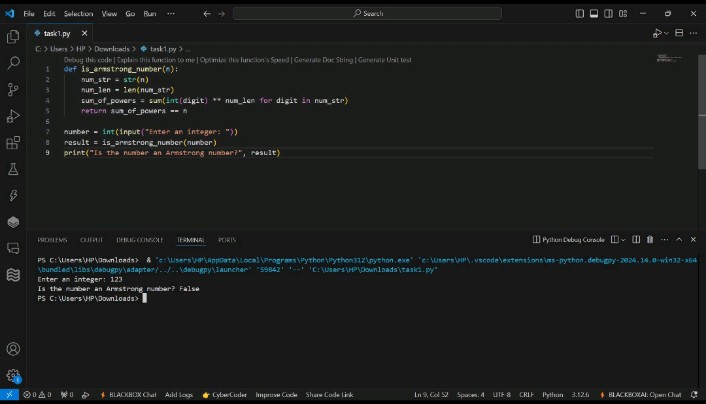 File Edit Selection View Go Run ···
Search
task1.py
C: > Users > HP > Downloads > task1.py > ...
Debug this code | Explain this function to me | Optimize this function's Speed | Generate Doc String | Generate Unit test
1 def is_armstrong_number(n):
2 num_str = str(n)
3 num_len = len(num_str)
4 sum_of_powers = sum(int(digit) ** num_len for digit in num_str)
5 return sum_of_powers == n
6
7 number = int(input("Enter an integer: "))
8 result = is_armstrong_number(number)
9 print("Is the number an Armstrong number?", result)
PROBLEMS OUTPUT DEBUG CONSOLE TERMINAL PORTS
Python Debug Console
PS C:\Users\HP\Downloads> & 'c:\Users\HP\AppData\Local\Programs\Python\Python312\python.exe' 'c:\Users\HP\.vscode\extensions\ms-python.debugpy-2024.14.0-win32-x64
\bundled\libs\debugpy\adapter/../..\debugpy\launcher' '59842' '--' 'C:\Users\HP\Downloads\task1.py'
Enter an integer: 123
Is the number an Armstrong number? False
PS C:\Users\HP\Downloads>
0 0 0 BLACKBOX Chat Add Logs CyberCoder Improve Code Share Code Link Ln 9, Col 52 Spaces: 4 UTF-8 CRLF Python 3.12.6 BLACKBOXAI: Open Chat